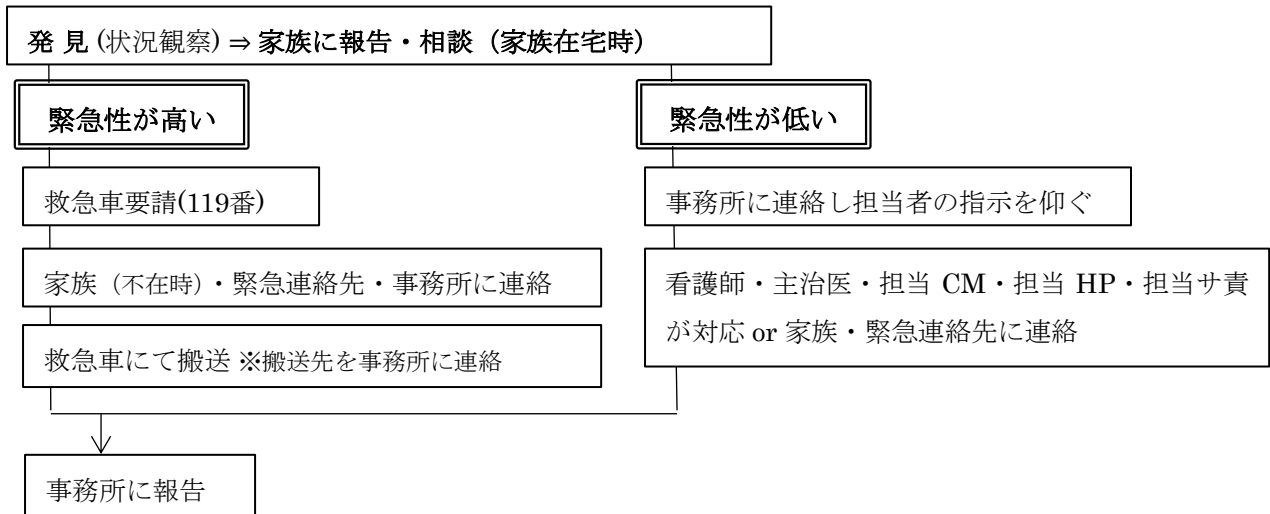 発 見 (状況観察) ⇒ 家族に報告・相談（家族在宅時）
緊急性が高い
救急車要請(119番)
家族（不在時）・緊急連絡先・事務所に連絡
救急車にて搬送 ※搬送先を事務所に連絡
緊急性が低い
事務所に連絡し担当者の指示を仰ぐ
看護師・主治医・担当 CM・担当 HP・担当サ責
が対応 or 家族・緊急連絡先に連絡
事務所に報告